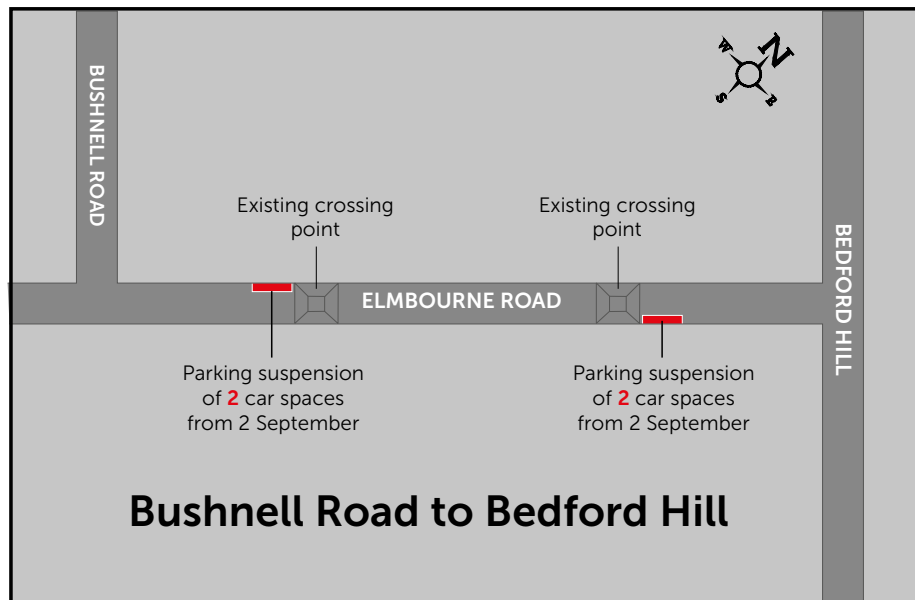 W
N
S
E
BUSHNELL ROAD
Existing crossing
point
Existing crossing
point
BEDFORD HILL
ELMBOURNE ROAD
Parking suspension
of 2 car spaces
from 2 September
Parking suspension
of 2 car spaces
from 2 September
Bushnell Road to Bedford Hill